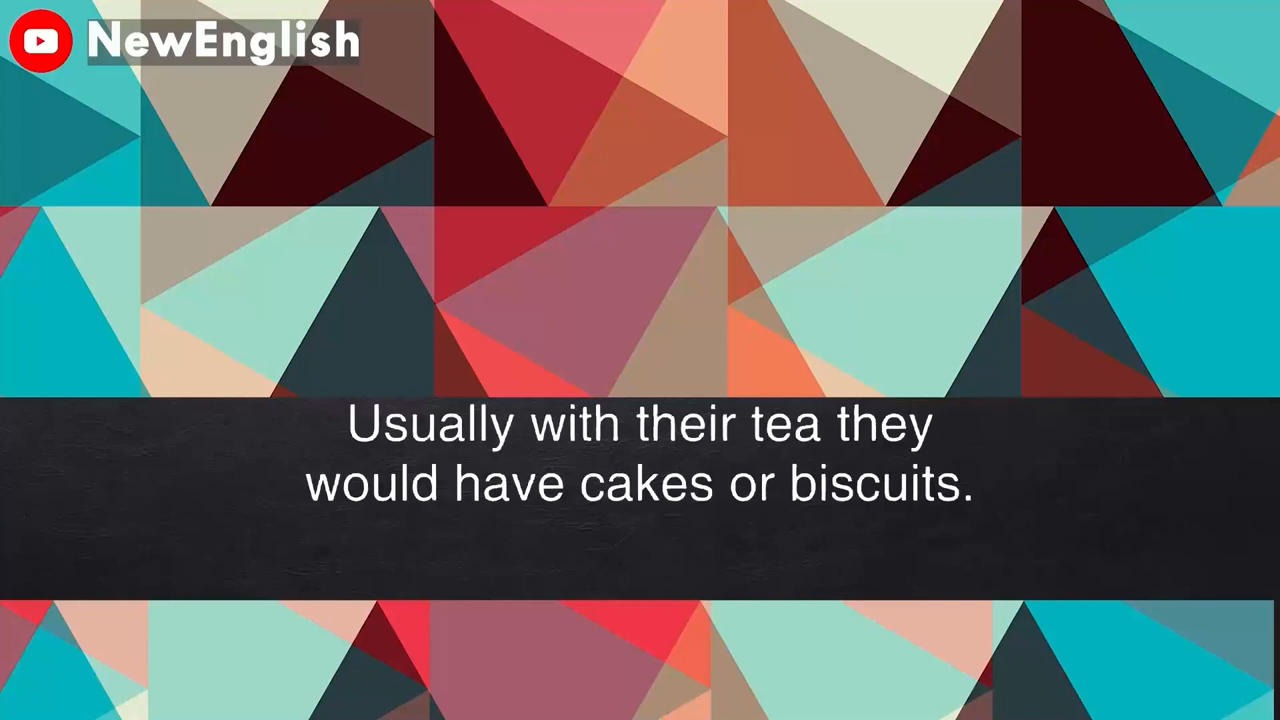 NewEnglish
Usually with their tea they
would have cakes or biscuits.